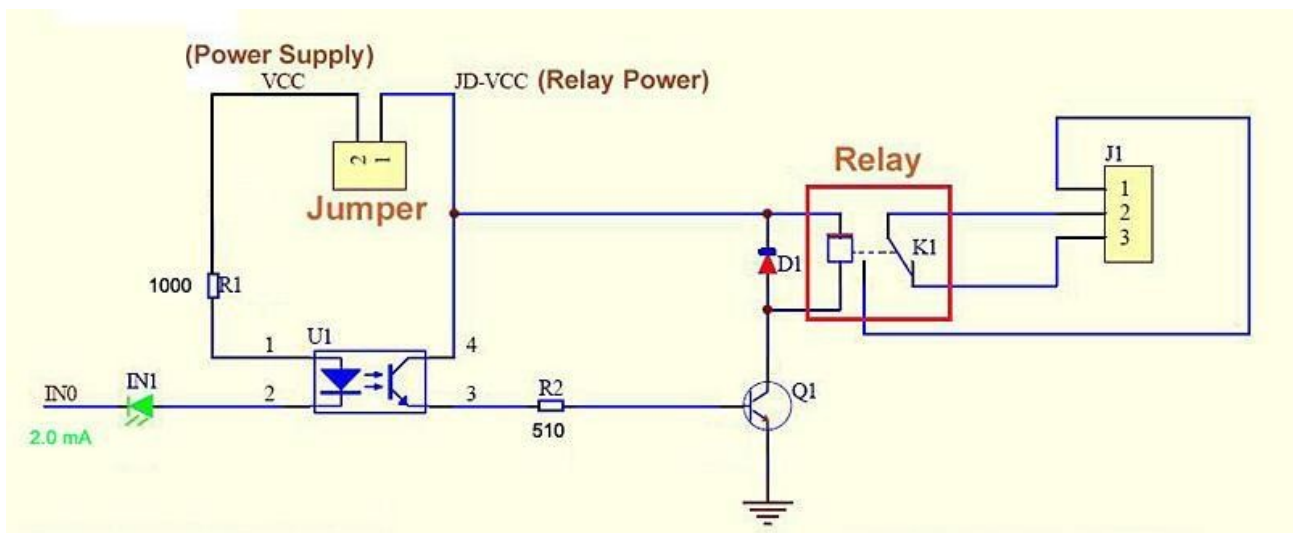 (Power Supply)
VCC
JD-VCC (Relay Power)
2 1
Jumper
Relay
J1
1
2
3
K1
D1
1000 R1
U1
1
4
IN0
IN1
2
3
R2
Q1
2.0 mA
510